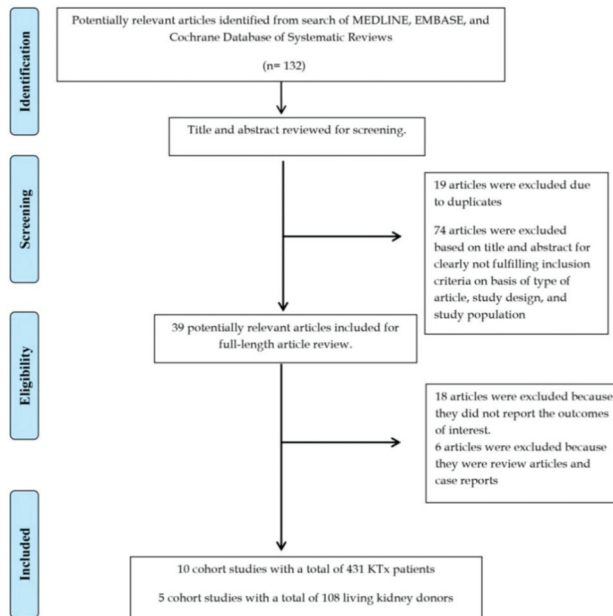 Identification
Potentially relevant articles identified from search of MEDLINE, EMBASE, and
Cochrane Database of Systematic Reviews
(n= 132)
Title and abstract reviewed for screening.
Screening
19 articles were excluded due
to duplicates
74 articles were excluded
based on title and abstract for
clearly not fulfilling inclusion
criteria on basis of type of
article, study design, and
study population
Eligibility
39 potentially relevant articles included for
full-length article review.
18 articles were excluded because
they did not report the outcomes
of interest.
6 articles were excluded because
they were review articles and
case reports
Included
10 cohort studies with a total of 431 KTx patients
5 cohort studies with a total of 108 living kidney donors